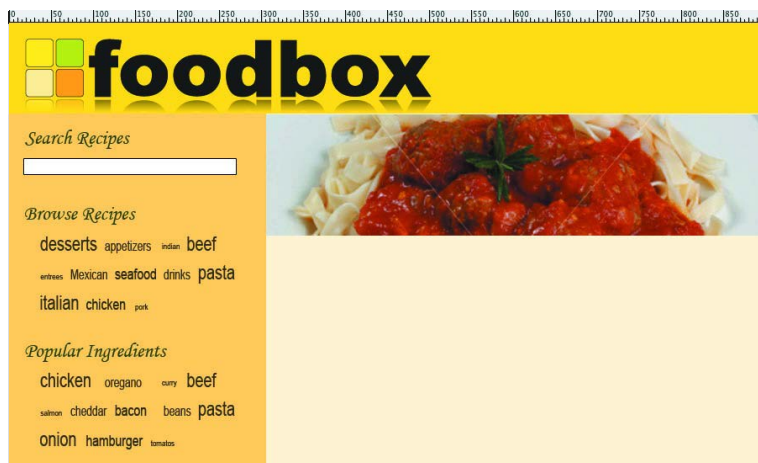 0 50 100 150 200 250 300 350 400 450 500 550 600 650 700 750 800 850
foodbox
Search Recipes
Browse Recipes
desserts appetizers indian beef
entrees Mexican seafood drinks pasta
italian chicken pork
Popular Ingredients
chicken oregano curry beef
salmon cheddar bacon beans pasta
onion hamburger tomatos